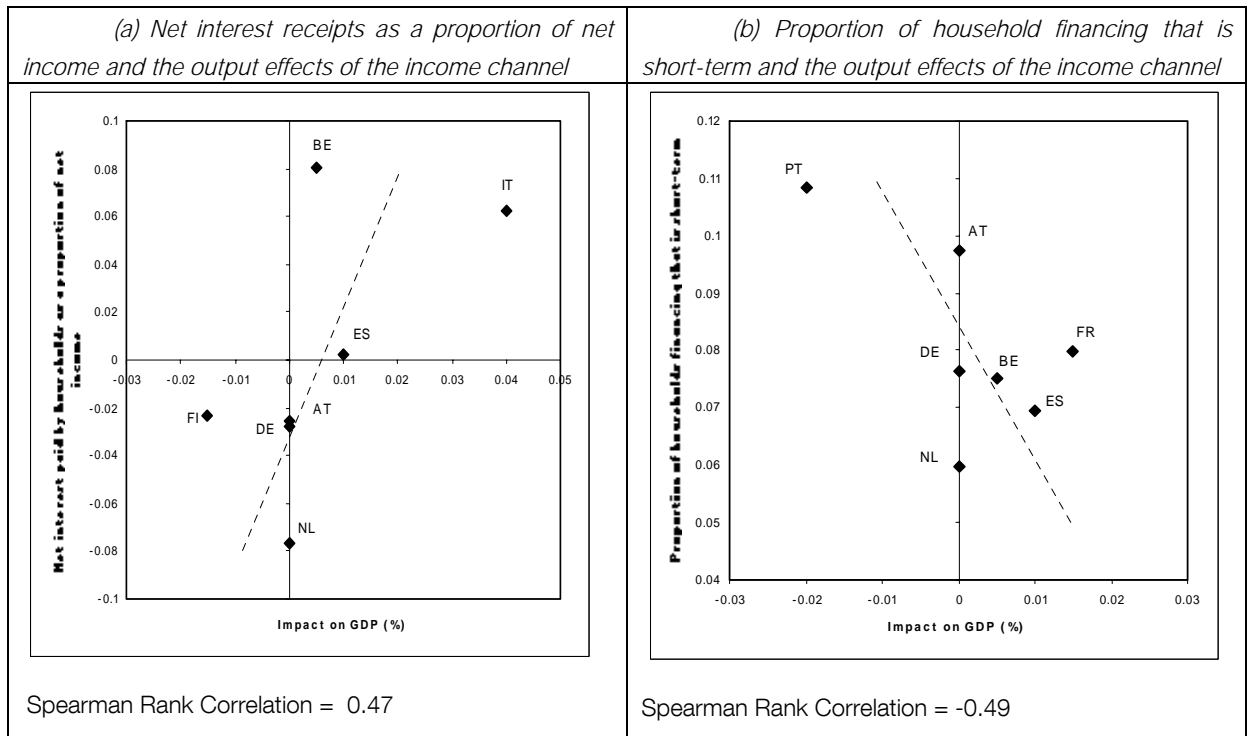 (a) Net interest receipts as a proportion of net
income and the output effects of the income channel
0.1
0.08
0.06
0.04
0.02
0
-0.02
-0.04
-0.06
-0.08
-0.1
-0.03
-0.02
-0.01
0
0.01
0.02
0.03
0.04
0.05
BE
IT
ES
FI
AT
DE
NL
Net interest paid by households as a proportion of net
income
Impact on GDP (%)
Spearman Rank Correlation = 0.47
(b) Proportion of household financing that is
short-term and the output effects of the income channel
0.12
0.11
0.1
0.09
0.08
0.07
0.06
0.05
0.04
-0.03
-0.02
-0.01
0
0.01
0.02
0.03
PT
AT
FR
DE
BE
ES
NL
Proportion of households financing that is short-term
Impact on GDP (%)
Spearman Rank Correlation = -0.49